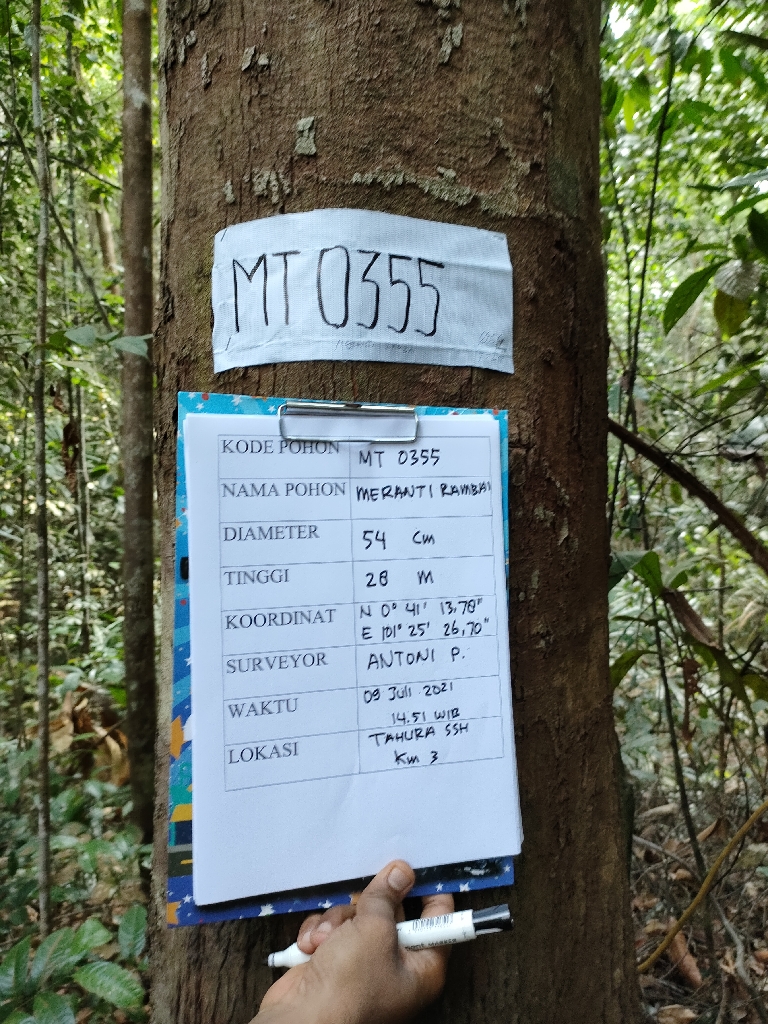 MT 0355
KODE POHON MT 0355
NAMA POHON MERANTI RAMBAI
DIAMETER 54 Cm
TINGGI 28 M
KOORDINAT N 0° 41' 13,78"
E 101° 25' 26,70"
SURVEYOR ANTONI P.
WAKTU 09 Juli 2021
14.51 WIB
LOKASI TAHURA SSH
Km 3